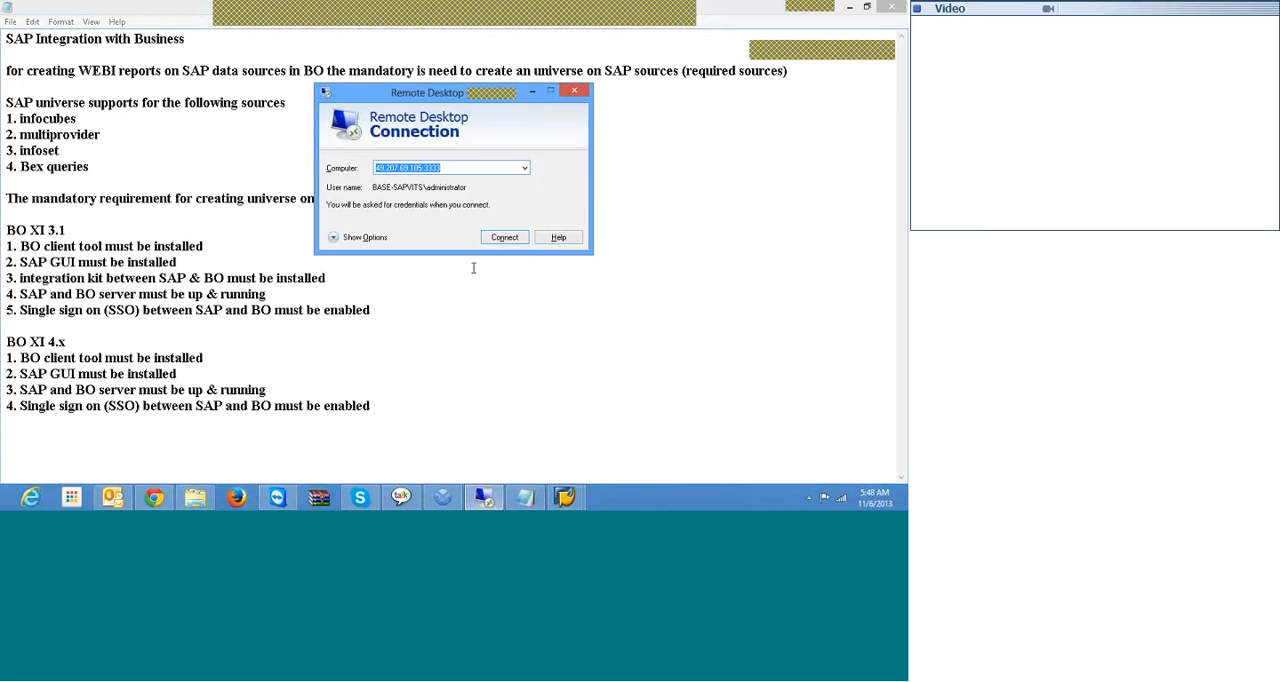 File Edit Format View Help
Video
SAP Integration with Business
for creating WEBI reports on SAP data sources in BO the mandatory is need to create an universe on SAP sources (required sources)
SAP universe supports for the following sources
1. infocubes
2. multiprovider
3. infoset
4. Bex queries
The mandatory requirement for creating universe on
BO XI 3.1
1. BO client tool must be installed
2. SAP GUI must be installed
3. integration kit between SAP & BO must be installed
4. SAP and BO server must be up & running
5. Single sign on (SSO) between SAP and BO must be enabled
BO XI 4.x
1. BO client tool must be installed
2. SAP GUI must be installed
3. SAP and BO server must be up & running
4. Single sign on (SSO) between SAP and BO must be enabled
Remote Desktop
Remote Desktop
Connection
Computer: 49.207.69.185:3333
User name: BASE-SAPVITS\administrator
You will be asked for credentials when you connect.
Show Options Connect Help
talk
5:48 AM
11/6/2013